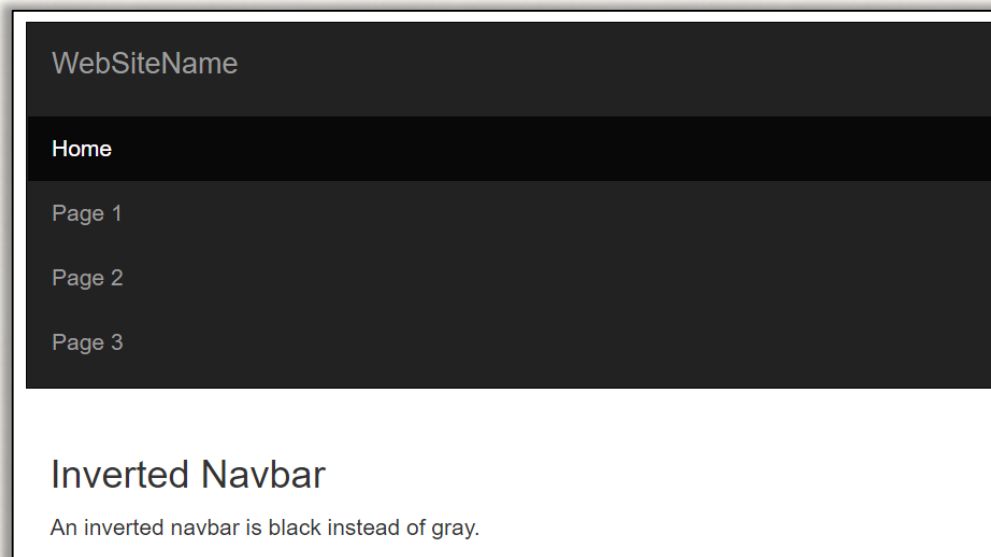 WebSiteName
Home
Page 1
Page 2
Page 3
Inverted Navbar
An inverted navbar is black instead of gray.